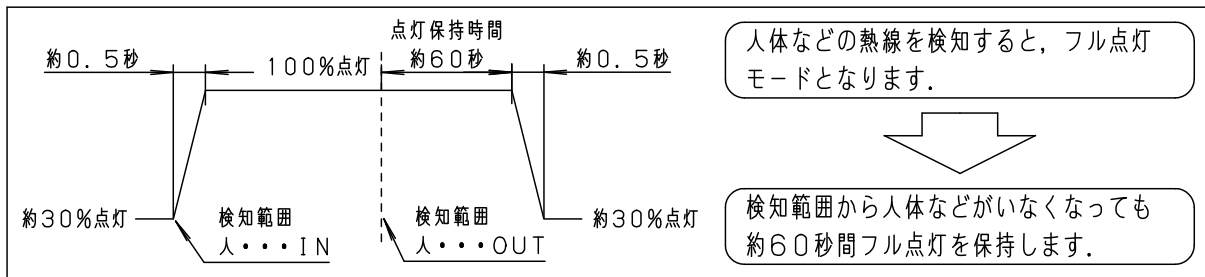 点灯保持時間
約0.5秒
100%点灯
約60秒
約0.5秒
約30%点灯
検知範囲
人・・・IN
検知範囲
人・・・OUT
約30%点灯
人体などの熱線を検知すると，フル点灯
モードとなります．
検知範囲から人体などがいなくなっても
約60秒間フル点灯を保持します．